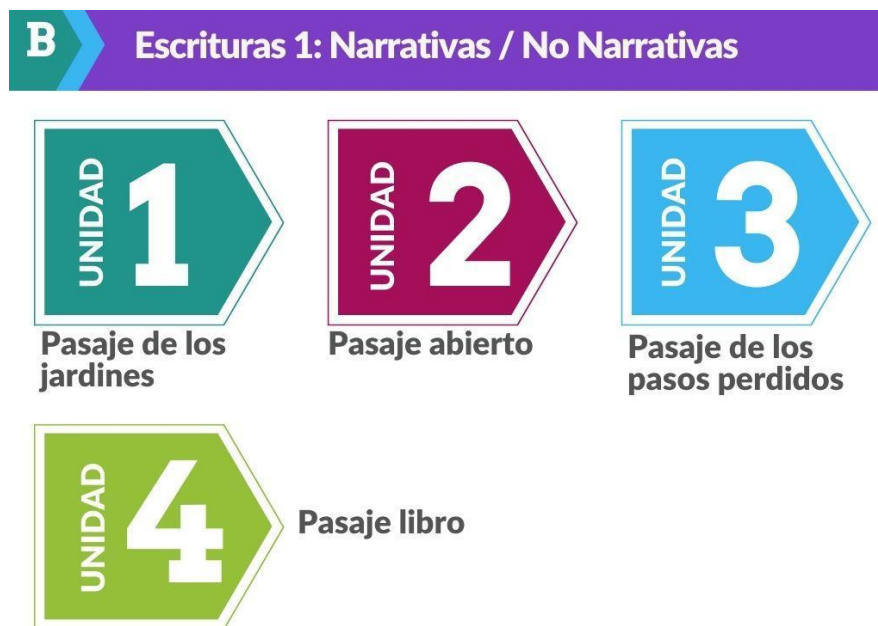 B
Escrituras 1: Narrativas / No Narrativas
UNIDAD 1
Pasaje de los
jardines
UNIDAD 2
Pasaje abierto
UNIDAD 3
Pasaje de los
pasos perdidos
UNIDAD 4
Pasaje libro